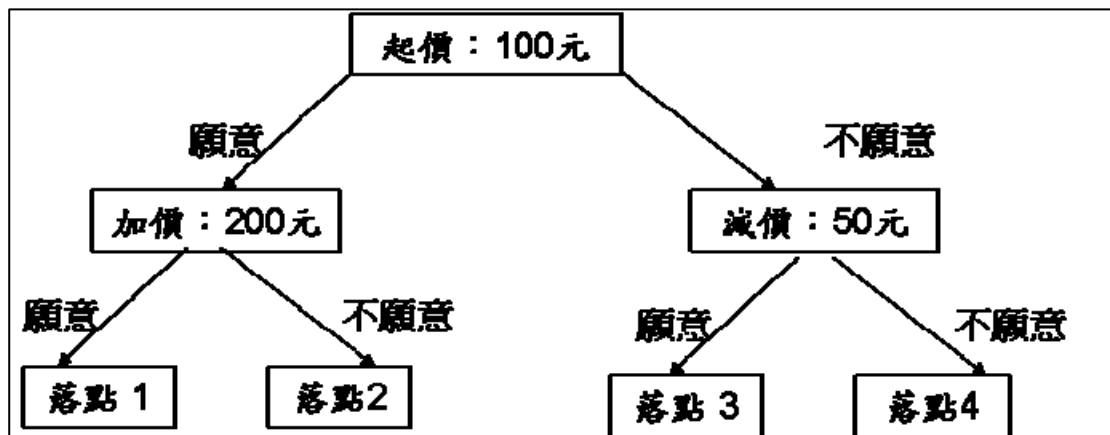 起價：100元
願意
不願意
加價：200元
減價：50元
願意
不願意
願意
不願意
落點 1
落點2
落點 3
落點4